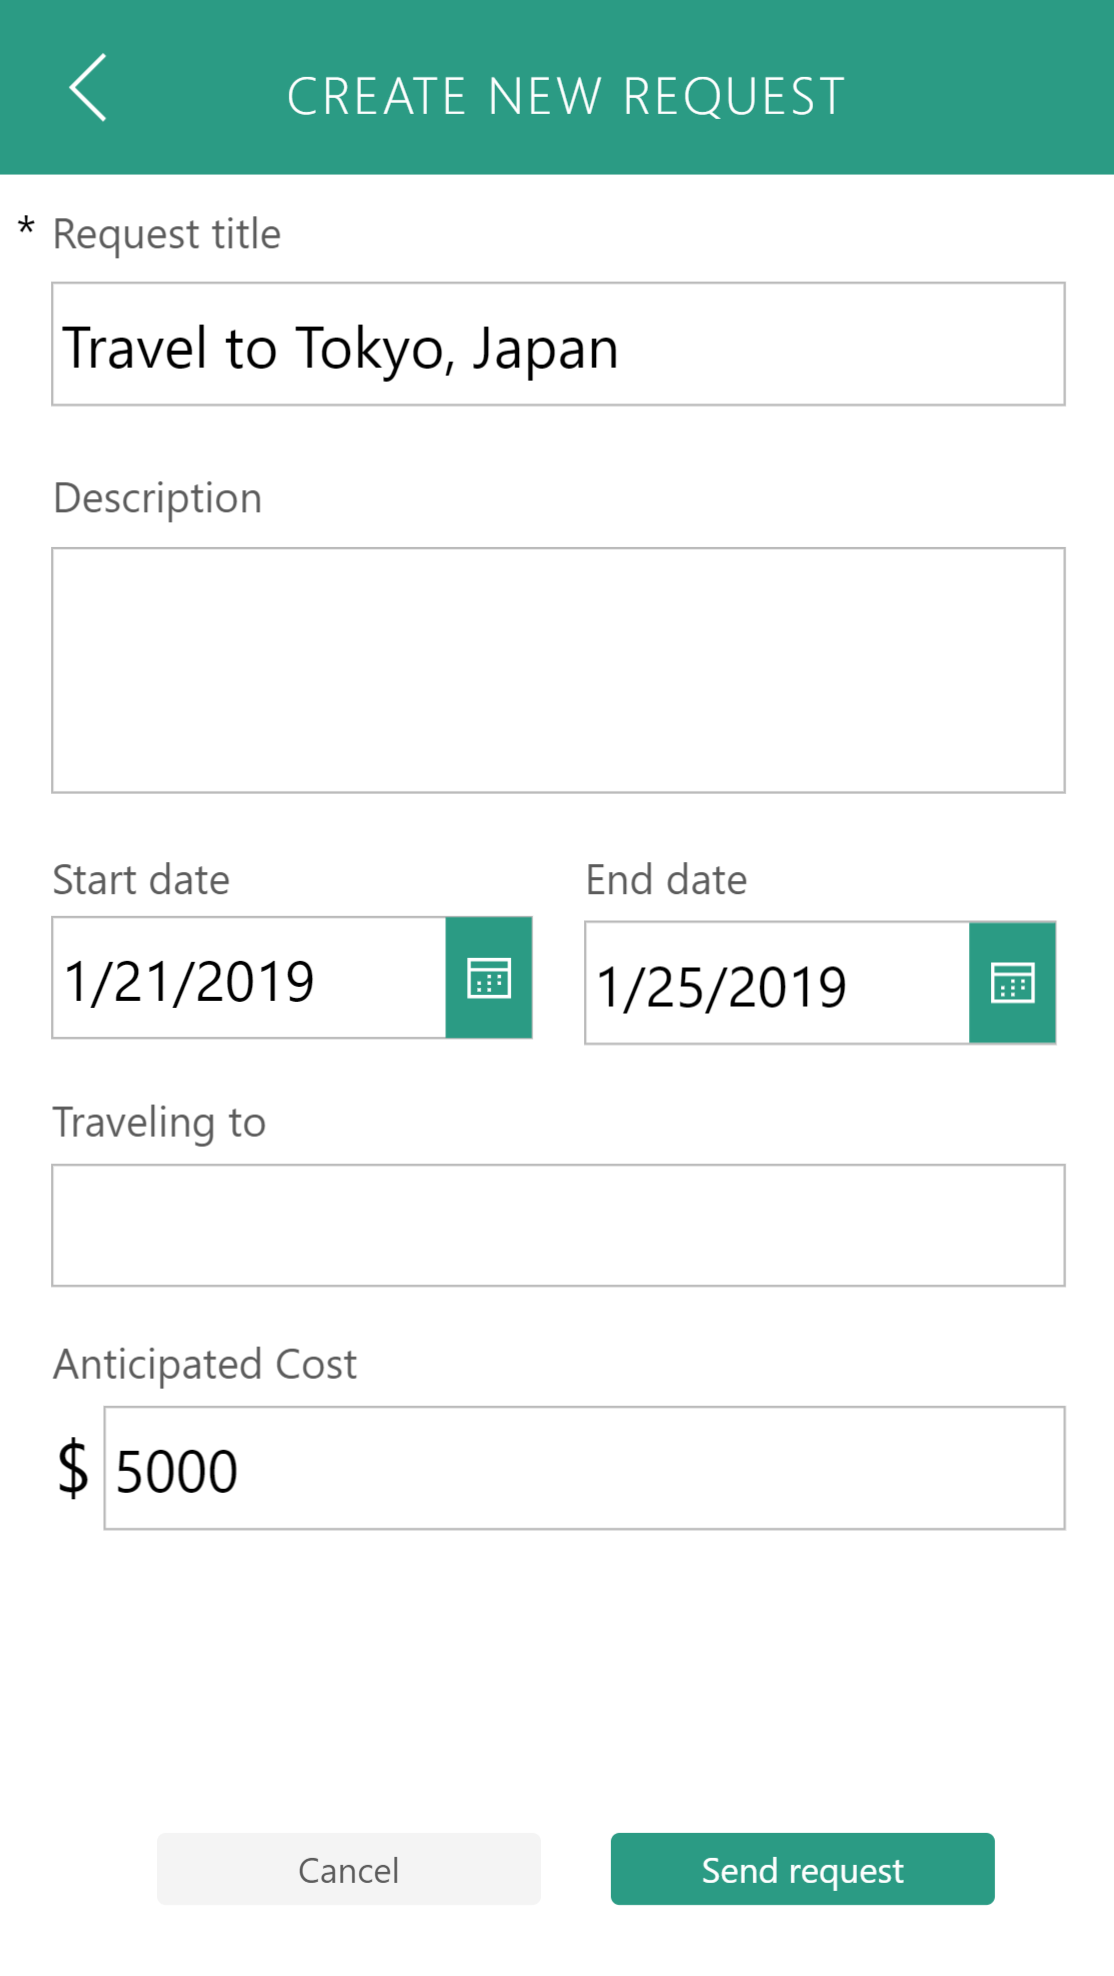 CREATE NEW REQUEST
* Request title
Travel to Tokyo, Japan
Description
Start date End date
1/21/2019 1/25/2019
Traveling to
Anticipated Cost
$ 5000
Cancel Send request